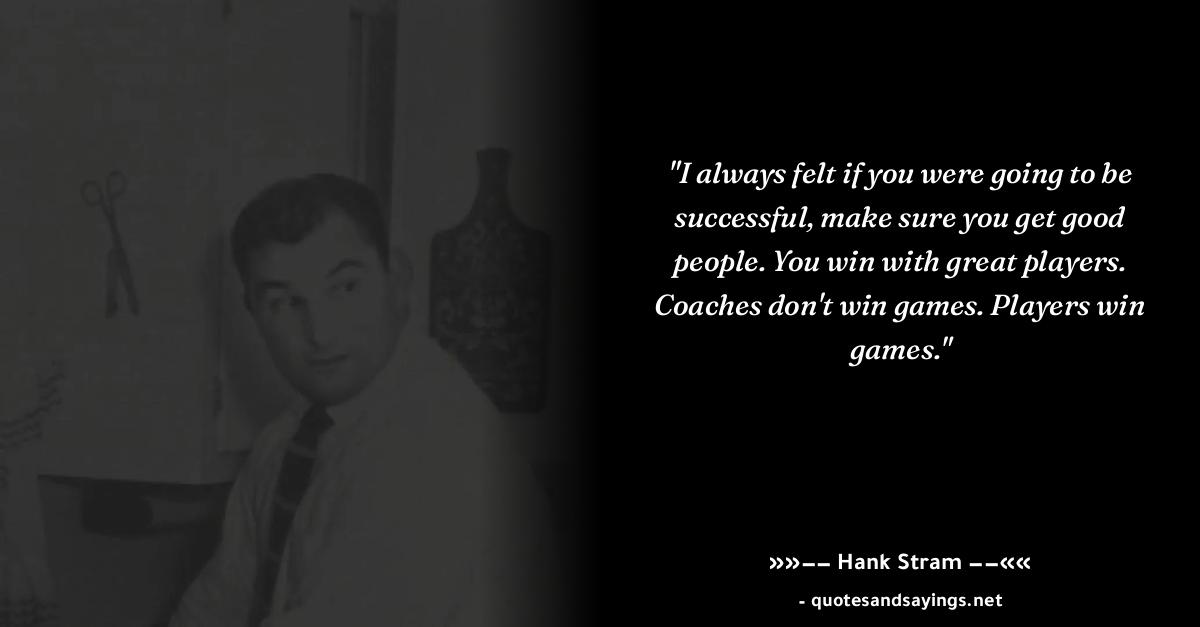 "I always felt if you were going to be
successful, make sure you get good
people. You win with great players.
Coaches don't win games. Players win
games."
»»−− Hank Stram −−««
- quotesandsayings.net